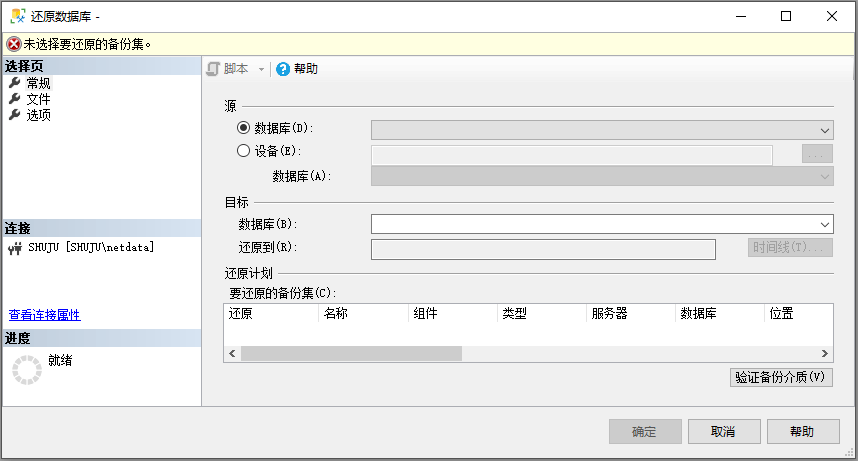 还原数据库 -
未选择要还原的备份集。
选择页
常规
文件
选项
连接
SHUJU [SHUJU\netdata]
查看连接属性
进度
就绪
脚本 帮助
源
数据库(D):
设备(E):
...
数据库(A):
目标
数据库(B):
还原到(R):
时间线(T)...
还原计划
要还原的备份集(C):
还原 名称 组件 类型 服务器 数据库 位置
验证备份介质(V)
确定 取消 帮助